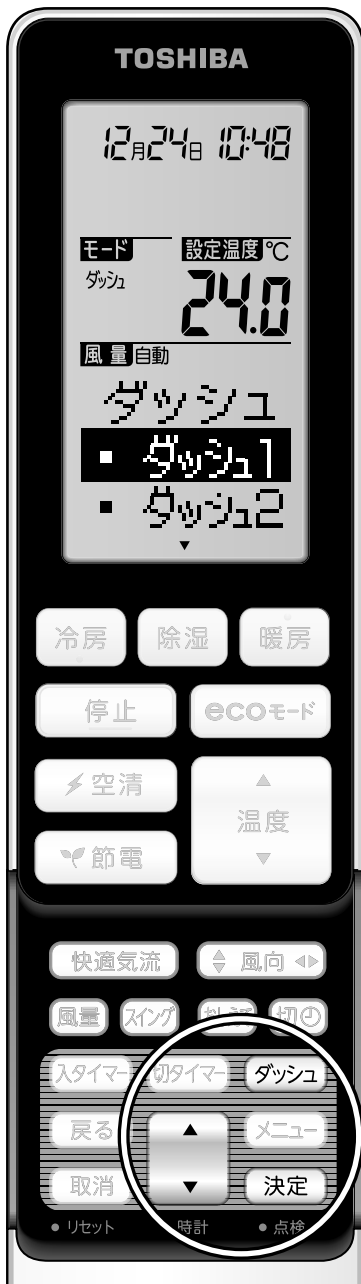 TOSHIBA
12月24日 10:48
モード 設定温度 ℃
ダッシュ 24.0
風量 自動
ダッシュ
▪ ダッシュ1
▪ ダッシュ2
▼
冷房 除湿 暖房
停止 ecoモード
空清 ▲
温度
節電 ▼
快適気流 風向
風量 スイング 切
入タイマー 切タイマー ダッシュ
戻る ▲ メニュー
取消 ▼ 決定
● リセット 時計 ● 点検